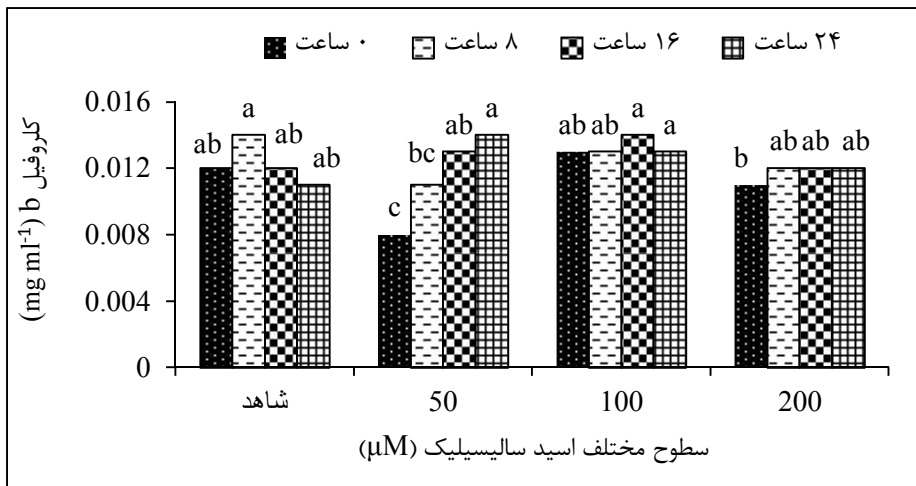 ۰ ساعت ۸ ساعت ۱۶ ساعت ۲۴ ساعت
کلروفیل b (mg ml-1)
0.016
0.012
0.008
0.004
0
ab a ab ab
c bc ab a
ab ab a a
b ab ab ab
شاهد 50 100 200
سطوح مختلف اسید سالیسیلیک (µM)